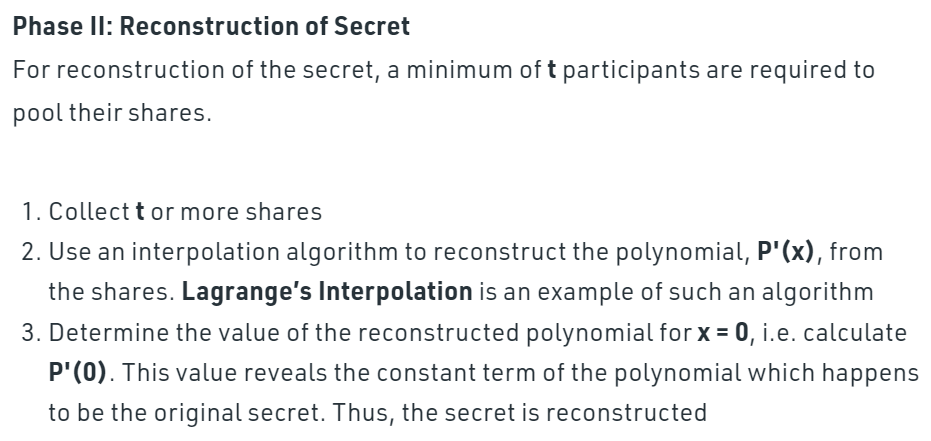 Phase II: Reconstruction of Secret
For reconstruction of the secret, a minimum of t participants are required to
pool their shares.
1. Collect t or more shares
2. Use an interpolation algorithm to reconstruct the polynomial, P'(x), from
the shares. Lagrange’s Interpolation is an example of such an algorithm
3. Determine the value of the reconstructed polynomial for x = 0, i.e. calculate
P'(0). This value reveals the constant term of the polynomial which happens
to be the original secret. Thus, the secret is reconstructed